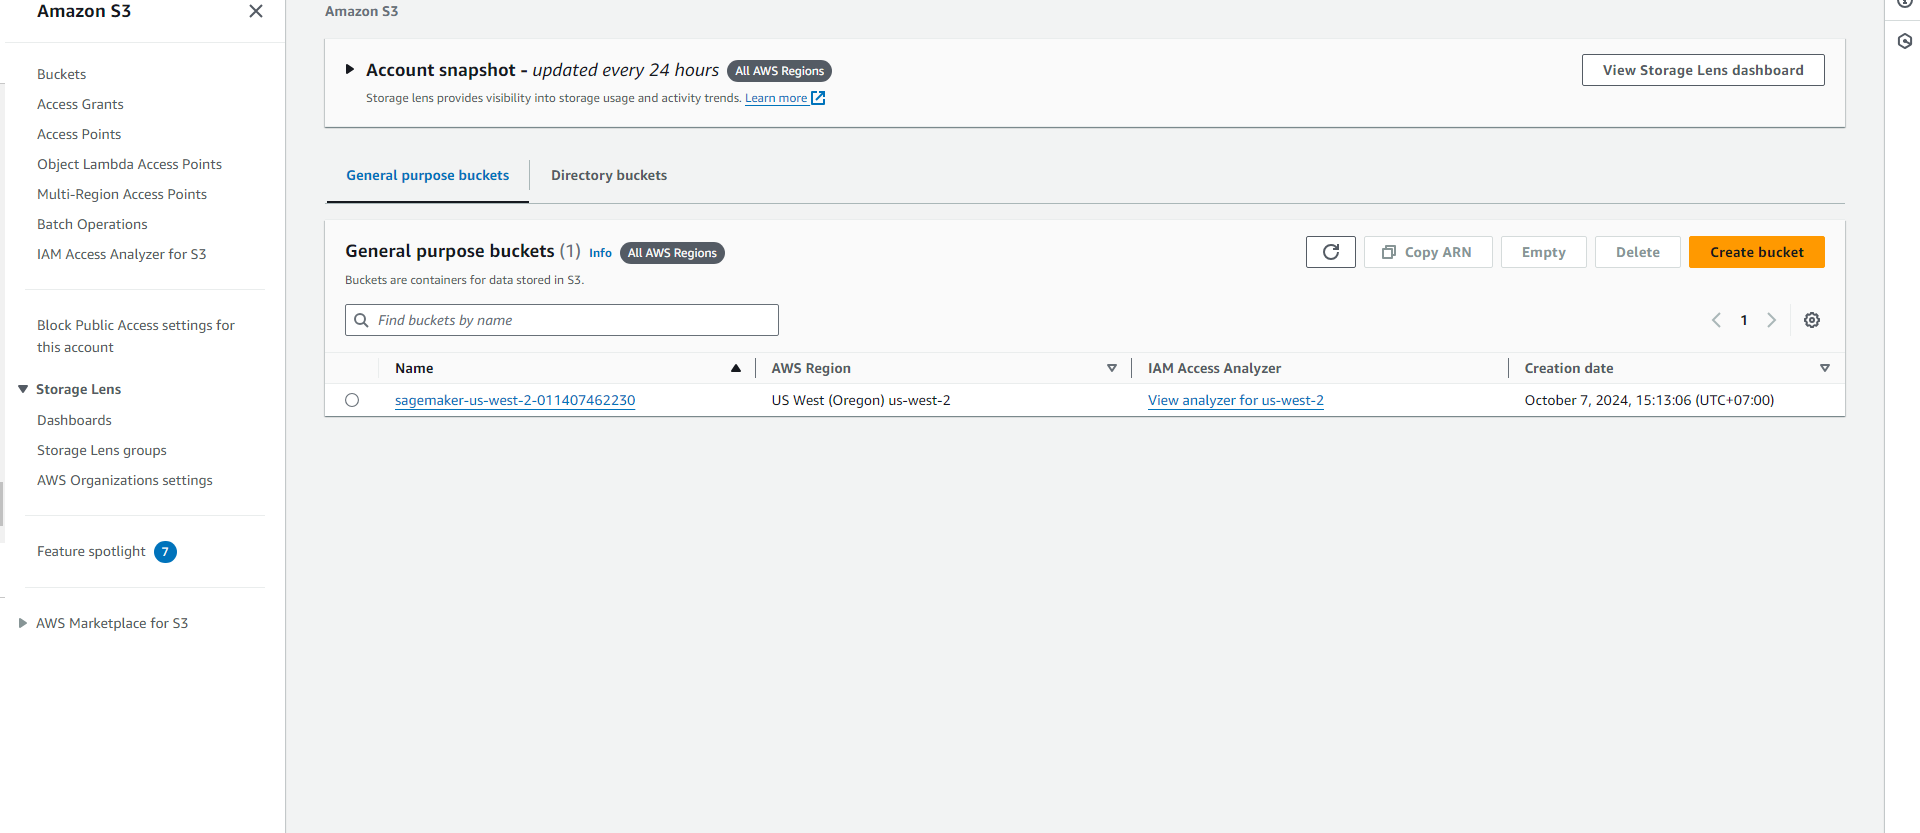 Amazon S3
Buckets
Access Grants
Access Points
Object Lambda Access Points
Multi-Region Access Points
Batch Operations
IAM Access Analyzer for S3
Block Public Access settings for
this account
Storage Lens
Dashboards
Storage Lens groups
AWS Organizations settings
Feature spotlight 7
AWS Marketplace for S3
Amazon S3
Account snapshot - updated every 24 hours All AWS Regions
View Storage Lens dashboard
Storage lens provides visibility into storage usage and activity trends. Learn more
General purpose buckets Directory buckets
General purpose buckets (1) Info All AWS Regions
Copy ARN Empty Delete Create bucket
Buckets are containers for data stored in S3.
Find buckets by name
1
Name AWS Region IAM Access Analyzer Creation date
sagemaker-us-west-2-011407462230 US West (Oregon) us-west-2 View analyzer for us-west-2 October 7, 2024, 15:13:06 (UTC+07:00)